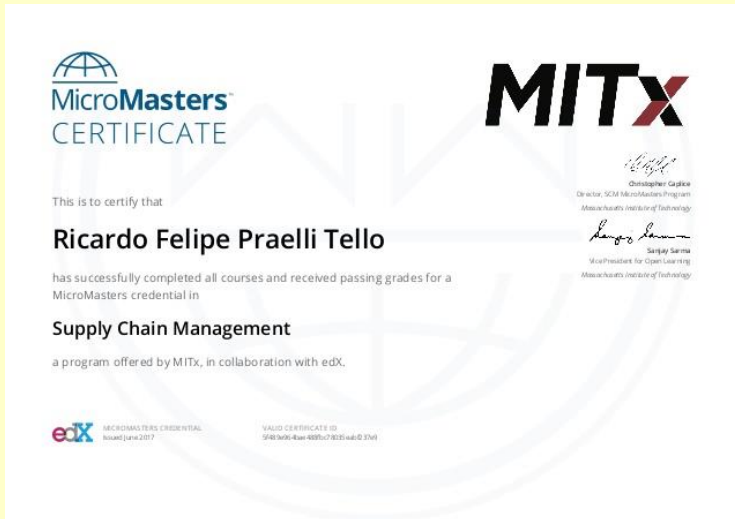 MicroMasters™
CERTIFICATE
MITx
Christopher Caplice
Director, SCM MicroMasters Program
Massachusetts Institute of Technology
This is to certify that
Ricardo Felipe Praelli Tello
Sanjay Sarma
Vice President for Open Learning
Massachusetts Institute of Technology
has successfully completed all courses and received passing grades for a
MicroMasters credential in
Supply Chain Management
a program offered by MITx, in collaboration with edX.
edX
MICROMASTERS CREDENTIAL
Issued June 2017
VALID CERTIFICATE ID